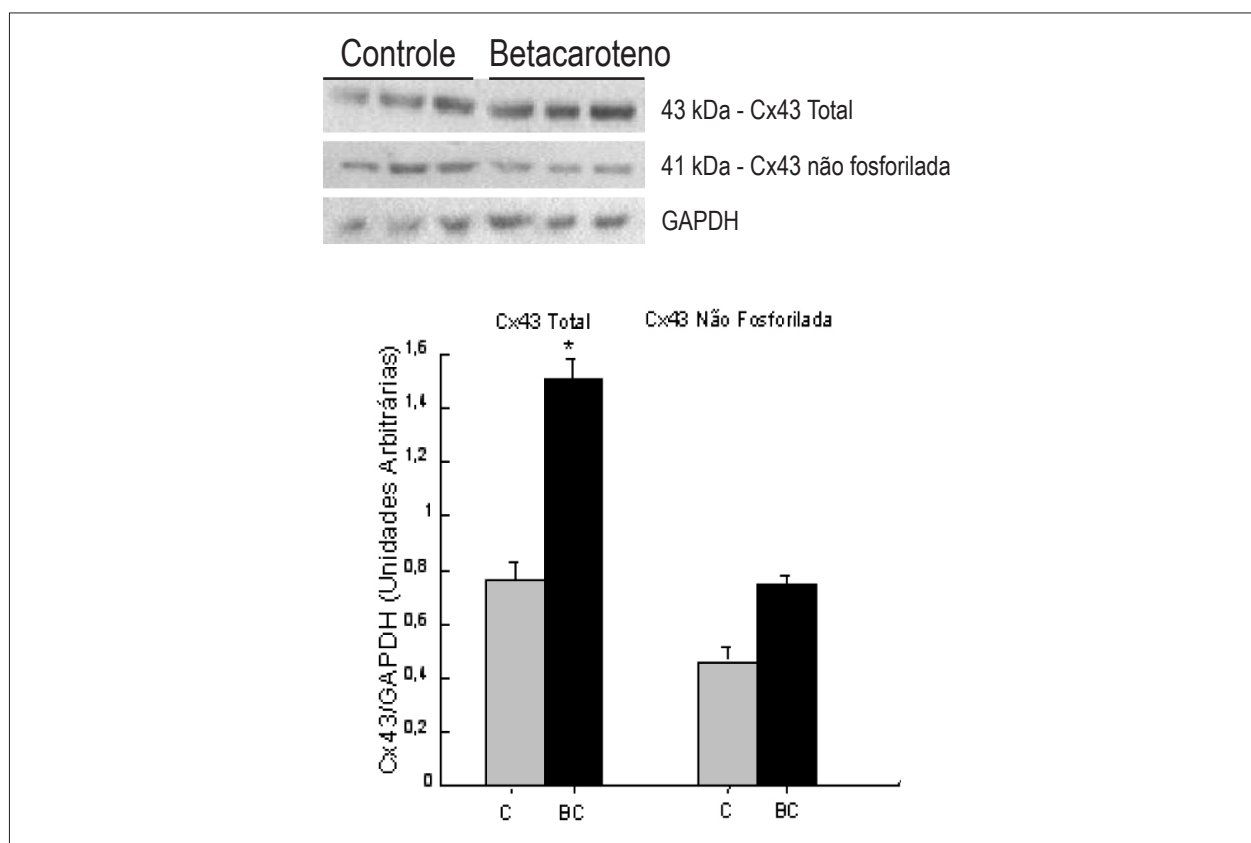 Controle Betacaroteno
43 kDa - Cx43 Total
41 kDa - Cx43 não fosforilada
GAPDH
Cx43 Total Cx43 Não Fosforilada
*
Cx43/GAPDH (Unidades Arbitrárias)
1,6
1,4
1,2
1
0,8
0,6
0,4
0,2
0
C BC C BC